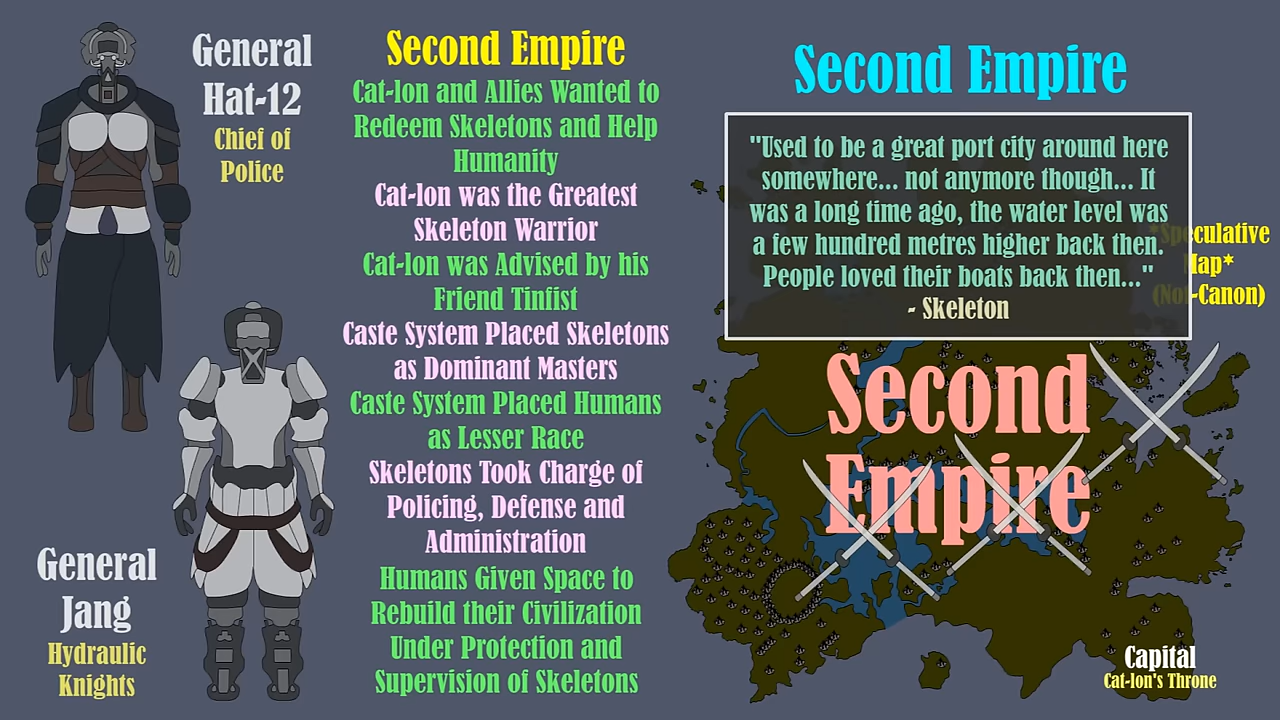 General
Hat-12
Chief of
Police
General
Jang
Hydraulic
Knights
Second Empire
Cat-lon and Allies Wanted to
Redeem Skeletons and Help
Humanity
Cat-lon was the Greatest
Skeleton Warrior
Cat-lon was Advised by his
Friend Tinfist
Caste System Placed Skeletons
as Dominant Masters
Caste System Placed Humans
as Lesser Race
Skeletons Took Charge of
Policing, Defense and
Administration
Humans Given Space to
Rebuild their Civilization
Under Protection and
Supervision of Skeletons
Second Empire
"Used to be a great port city around here
somewhere... not anymore though... It
was a long time ago, the water level was
a few hundred metres higher back then.
People loved their boats back then..."
- Skeleton
*Speculative
Map*
(Non-Canon)
Second
Empire
Capital
Cat-lon's Throne